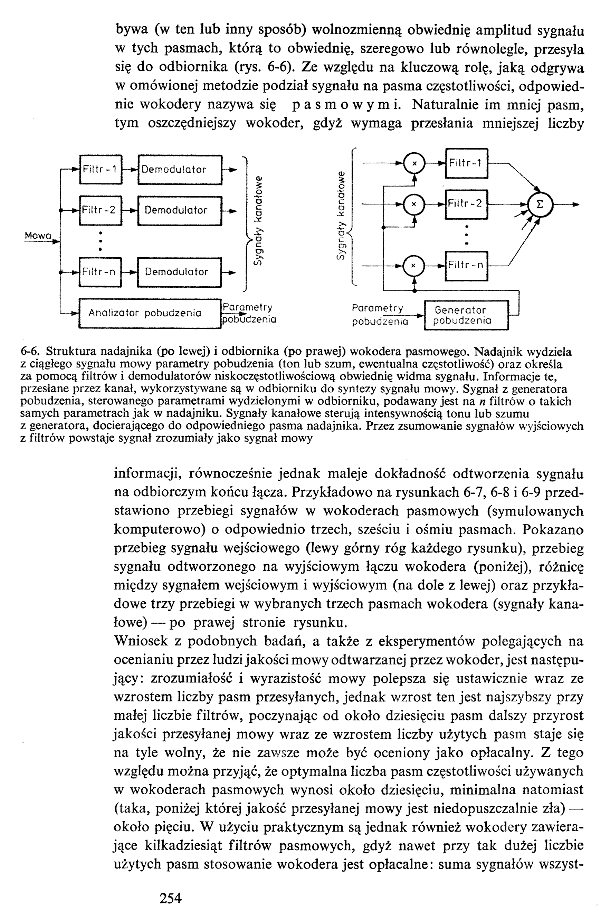 bywa (w ten lub inny sposób) wolnozmienną obwiednię amplitud sygnału
w tych pasmach, którą to obwiednię, szeregowo lub równolegle, przesyła
się do odbiornika (rys. 6-6). Ze względu na kluczową rolę, jaką odgrywa
w omówionej metodzie podział sygnału na pasma częstotliwości, odpowied-
nie wokodery nazywa się pasmowymi. Naturalnie im mniej pasm,
tym oszczędniejszy wokoder, gdyż wymaga przesłania mniejszej liczby
Mowa
Filtr-1
Demodulator
Filtr-2
Demodulator
Filtr-n
Demodulator
Analizator pobudzenia
Parametry
pobudzenia
Sygnały kanałowe
Sygnały kanałowe
×
Filtr-1
×
Filtr-2
Σ
×
Filtr-n
Parametry
pobudzenia
Generator
pobudzenia
6-6. Struktura nadajnika (po lewej) i odbiornika (po prawej) wokodera pasmowego. Nadajnik wydziela
z ciągłego sygnału mowy parametry pobudzenia (ton lub szum, ewentualna częstotliwość) oraz określa
za pomocą filtrów i demodulatorów niskoczęstotliwościową obwiednię widma sygnału. Informacje te,
przesłane przez kanał, wykorzystywane są w odbiorniku do syntezy sygnału mowy. Sygnał z generatora
pobudzenia, sterowanego parametrami wydzielonymi w odbiorniku, podawany jest na n filtrów o takich
samych parametrach jak w nadajniku. Sygnały kanałowe sterują intensywnością tonu lub szumu
z generatora, docierającego do odpowiedniego pasma nadajnika. Przez zsumowanie sygnałów wyjściowych
z filtrów powstaje sygnał zrozumiały jako sygnał mowy
informacji, równocześnie jednak maleje dokładność odtworzenia sygnału
na odbiorczym końcu łącza. Przykładowo na rysunkach 6-7, 6-8 i 6-9 przed-
stawiono przebiegi sygnałów w wokoderach pasmowych (symulowanych
komputerowo) o odpowiednio trzech, sześciu i ośmiu pasmach. Pokazano
przebieg sygnału wejściowego (lewy górny róg każdego rysunku), przebieg
sygnału odtworzonego na wyjściowym łączu wokodera (poniżej), różnicę
między sygnałem wejściowym i wyjściowym (na dole z lewej) oraz przykła-
dowe trzy przebiegi w wybranych trzech pasmach wokodera (sygnały kana-
łowe) — po prawej stronie rysunku.
Wniosek z podobnych badań, a także z eksperymentów polegających na
ocenianiu przez ludzi jakości mowy odtwarzanej przez wokoder, jest następu-
jący: zrozumiałość i wyrazistość mowy polepsza się ustawicznie wraz ze
wzrostem liczby pasm przesyłanych, jednak wzrost ten jest najszybszy przy
małej liczbie filtrów, poczynając od około dziesięciu pasm dalszy przyrost
jakości przesyłanej mowy wraz ze wzrostem liczby użytych pasm staje się
na tyle wolny, że nie zawsze może być oceniony jako opłacalny. Z tego
względu można przyjąć, że optymalna liczba pasm częstotliwości używanych
w wokoderach pasmowych wynosi około dziesięciu, minimalna natomiast
(taka, poniżej której jakość przesyłanej mowy jest niedopuszczalnie zła) —
około pięciu. W użyciu praktycznym są jednak również wokodery zawiera-
jące kilkadziesiąt filtrów pasmowych, gdyż nawet przy tak dużej liczbie
użytych pasm stosowanie wokodera jest opłacalne: suma sygnałów wszyst-
254